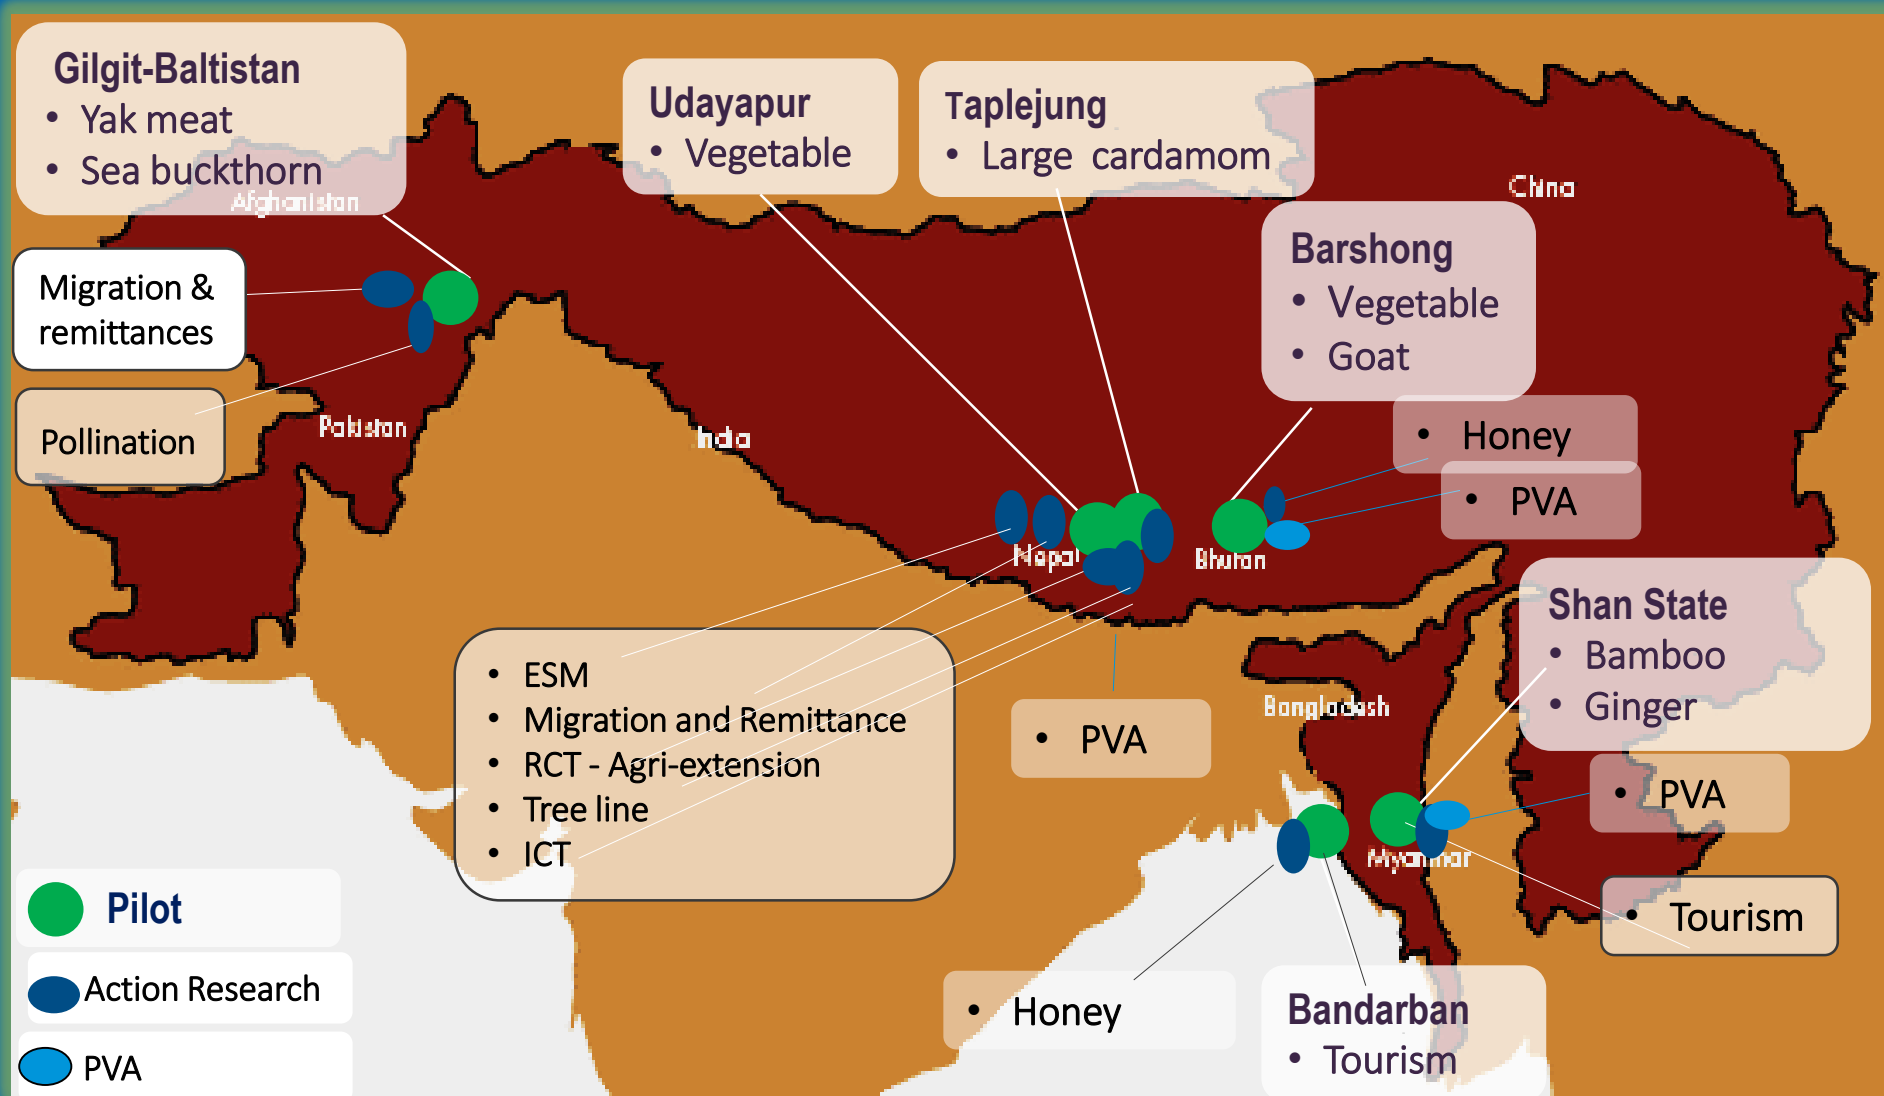 Gilgit-Baltistan
• Yak meat
• Sea buckthorn
Afghanistan
Udayapur
• Vegetable
Taplejung
• Large cardamom
China
Barshong
• Vegetable
• Goat
Migration &
remittances
Pollination
Pakistan
India
• Honey
• PVA
Nepal
Bhutan
Shan State
• Bamboo
• Ginger
• ESM
• Migration and Remittance
• RCT - Agri-extension
• Tree line
• ICT
Bangladesh
• PVA
• PVA
Myanmar
• Tourism
Pilot
Action Research
PVA
• Honey
Bandarban
• Tourism